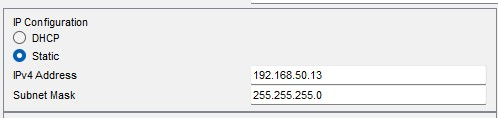 IP Configuration
DHCP
Static
IPv4 Address 192.168.50.13
Subnet Mask 255.255.255.0